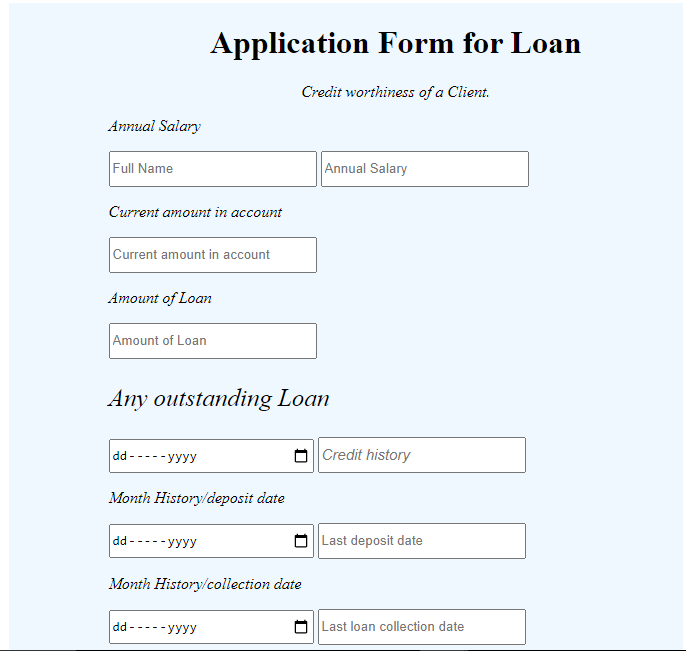 Application Form for Loan
Credit worthiness of a Client.
Annual Salary
Full Name Annual Salary
Current amount in account
Current amount in account
Amount of Loan
Amount of Loan
Any outstanding Loan
dd-----yyyy Credit history
Month History/deposit date
dd-----yyyy Last deposit date
Month History/collection date
dd-----yyyy Last loan collection date